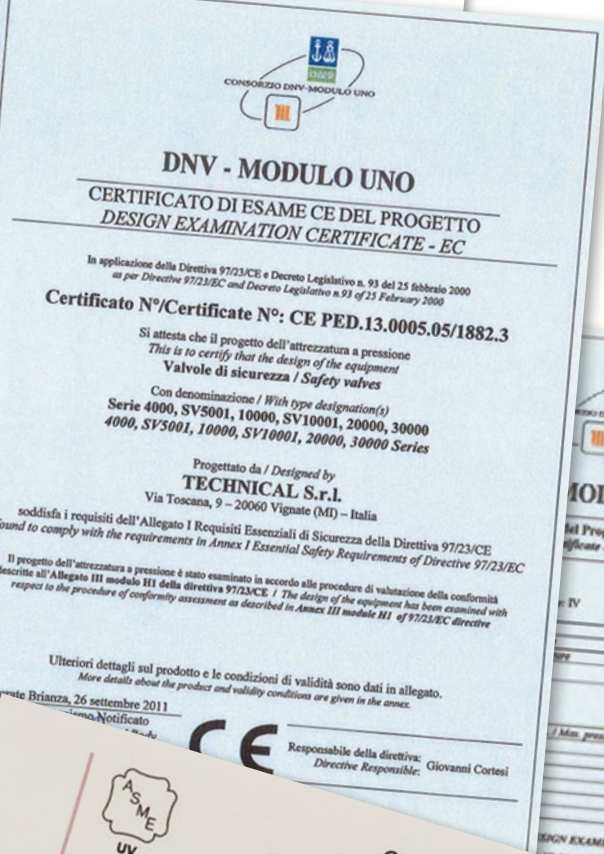 DNV
CONSORZIO DNV-MODULO UNO
DNV - MODULO UNO
CERTIFICATO DI ESAME CE DEL PROGETTO
DESIGN EXAMINATION CERTIFICATE - EC
In applicazione della Direttiva 97/23/CE e Decreto Legislativo n. 93 del 25 febbraio 2000
as per Directive 97/23/EC and Decreto Legislativo n.93 of 25 February 2000
Certificato N°/Certificate N°: CE PED.13.0005.05/1882.3
Si attesta che il progetto dell'attrezzatura a pressione
This is to certify that the design of the equipment
Valvole di sicurezza / Safety valves
Con denominazione / With type designation(s)
Serie 4000, SV5001, 10000, SV10001, 20000, 30000
4000, SV5001, 10000, SV10001, 20000, 30000 Series
Progettato da / Designed by
TECHNICAL S.r.l.
Via Toscana, 9 – 20060 Vignate (MI) – Italia
soddisfa i requisiti dell'Allegato I Requisiti Essenziali di Sicurezza della Direttiva 97/23/CE
ound to comply with the requirements in Annex I Essential Safety Requirements of Directive 97/23/EC
Il progetto dell'attrezzatura a pressione è stato esaminato in accordo alle procedure di valutazione della conformità
descritte all'Allegato III modulo H1 della direttiva 97/23/CE / The design of the equipment has been examined with
respect to the procedure of conformity assessment as described in Annex III module H1 of 97/23/EC directive
Ulteriori dettagli sul prodotto e le condizioni di validità sono dati in allegato.
More details about the product and validity conditions are given in the annex.
rate Brianza, 26 settembre 2011
Notificato
Body
CE
Responsabile della direttiva: Giovanni Cortesi
Directive Responsible:
ASME
UV
IV